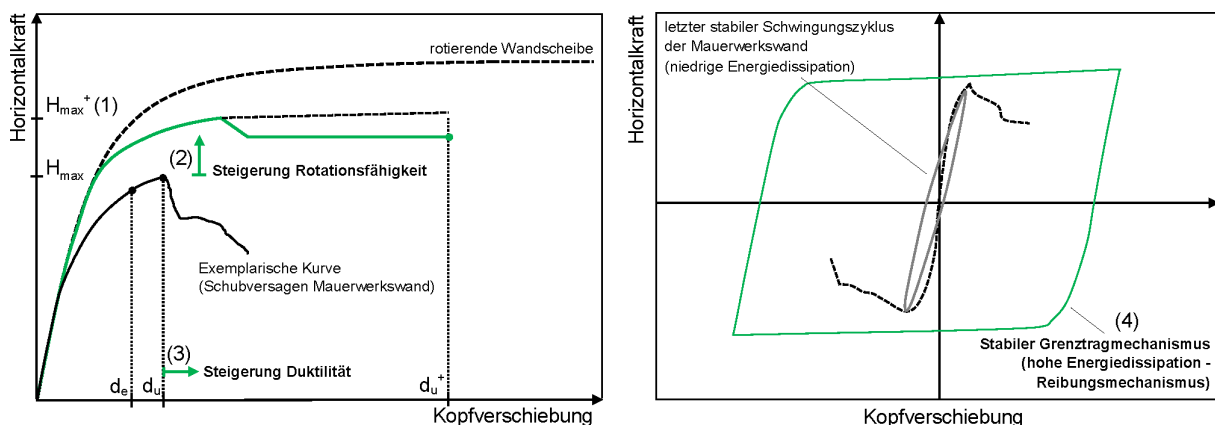 Horizontalkraft
rotierende Wandscheibe
Hmax+ (1)
(2)
Steigerung Rotationsfähigkeit
Hmax
Exemplarische Kurve
(Schubversagen Mauerwerkswand)
(3)
Steigerung Duktilität
de
du
du+
Kopfverschiebung
Horizontalkraft
letzter stabiler Schwingungszyklus
der Mauerwerkswand
(niedrige Energiedissipation)
(4)
Stabiler Grenztragmechanismus
(hohe Energiedissipation -
Reibungsmechanismus)
Kopfverschiebung